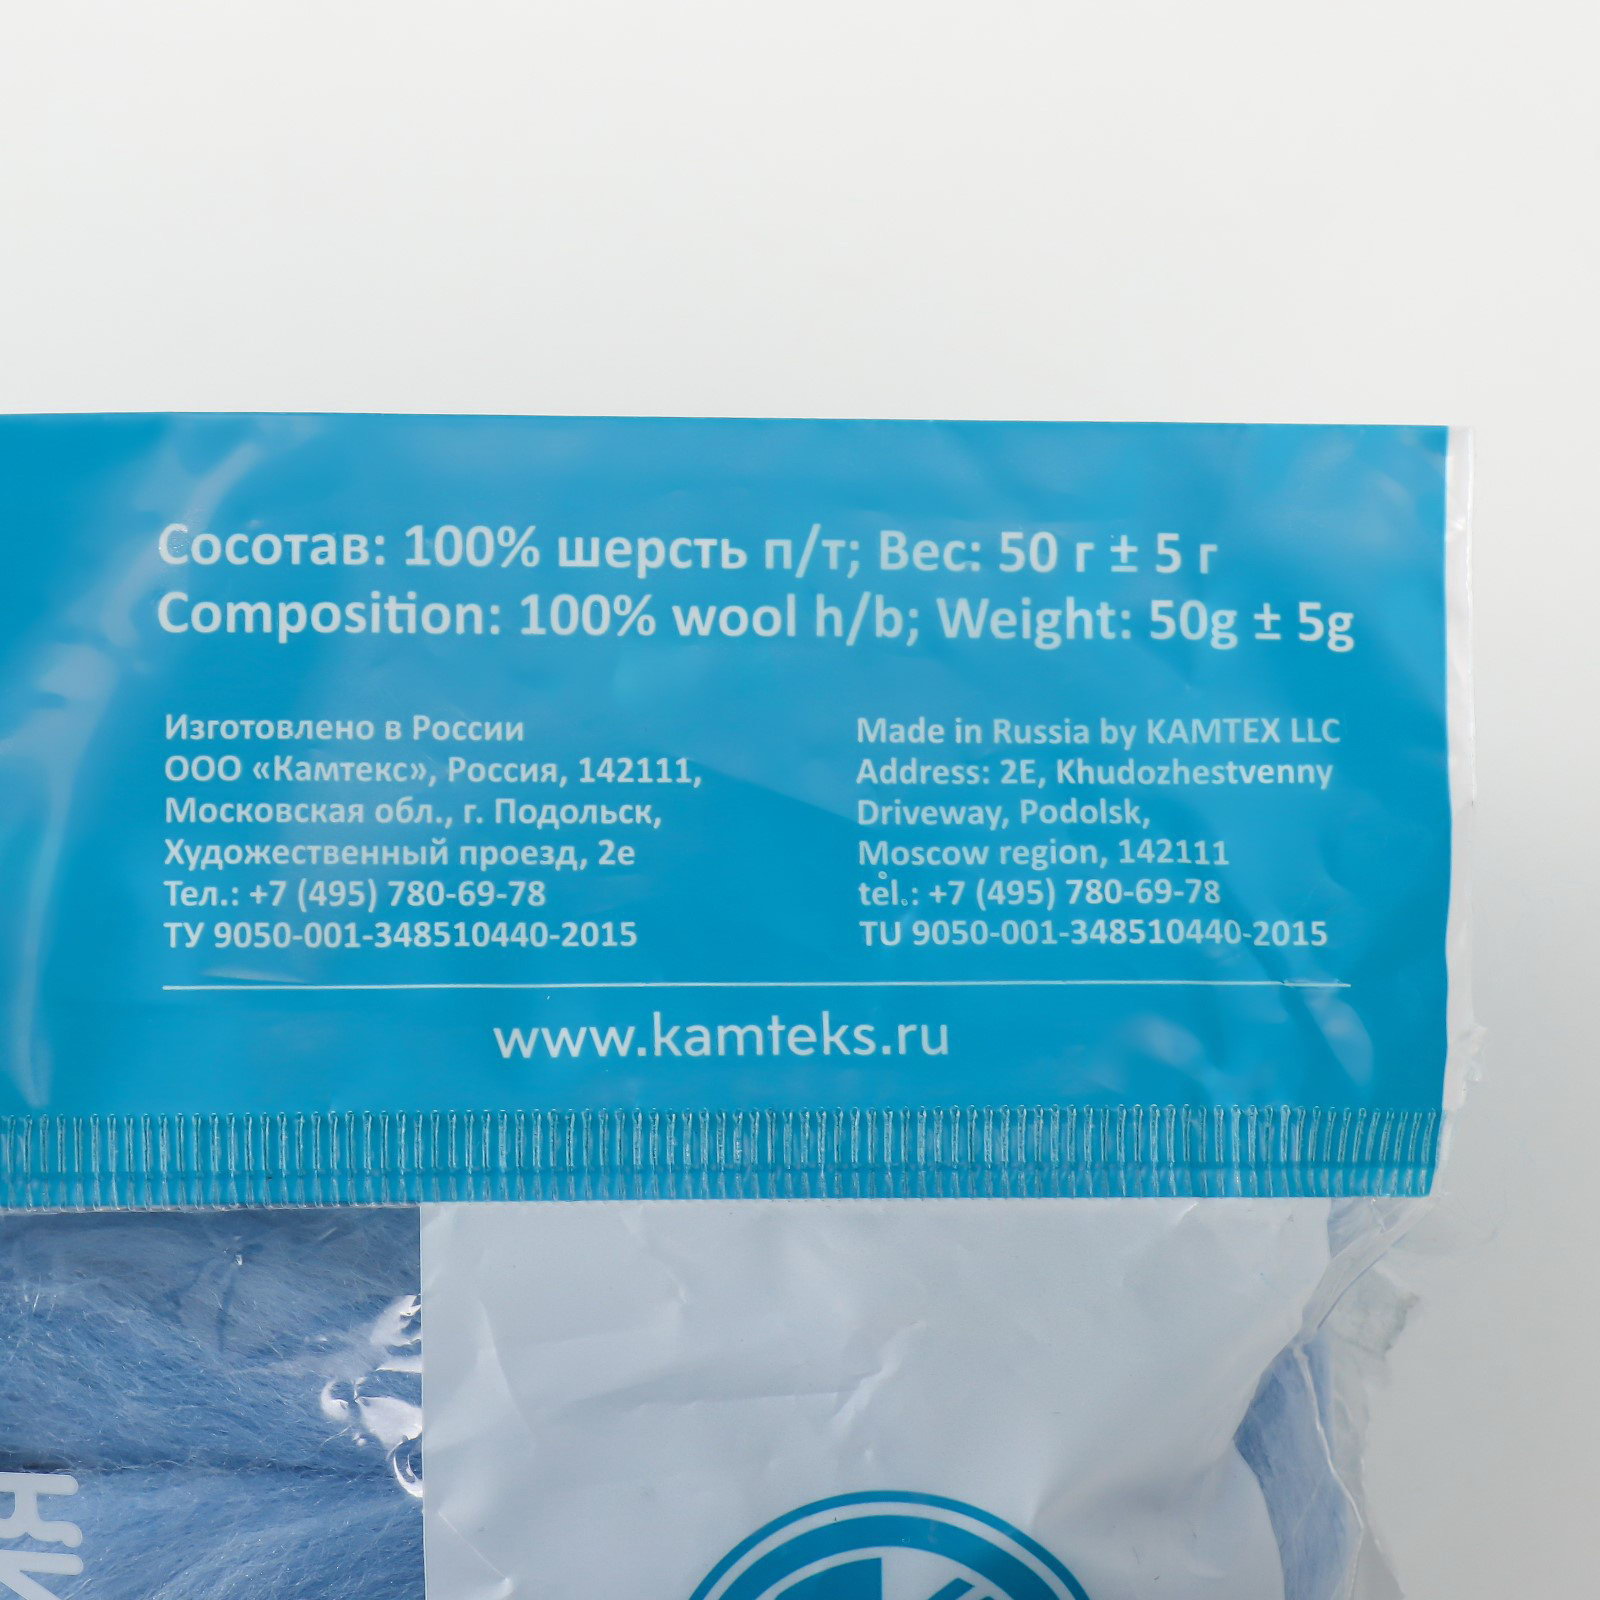 Состав: 100% шерсть п/т; Вес: 50 г ± 5 г
Composition: 100% wool h/b; Weight: 50g ± 5g
Изготовлено в России
ООО «Камтекс», Россия, 142111,
Московская обл., г. Подольск,
Художественный проезд, 2е
Тел.: +7 (495) 780-69-78
ТУ 9050-001-348510440-2015
Made in Russia by KAMTEX LLC
Address: 2E, Khudozhestvenny
Driveway, Podolsk,
Moscow region, 142111
tel.: +7 (495) 780-69-78
TU 9050-001-348510440-2015
www.kamteks.ru